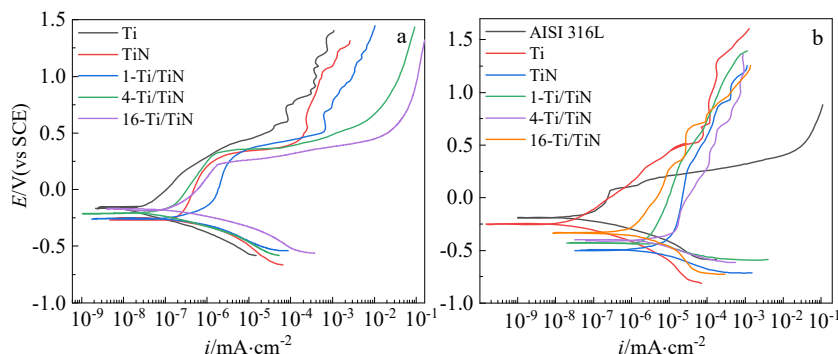 a
Ti
TiN
1-Ti/TiN
4-Ti/TiN
16-Ti/TiN
E/V(vs SCE)
1.5
1.0
0.5
0.0
-0.5
-1.0
10⁻⁹ 10⁻⁸ 10⁻⁷ 10⁻⁶ 10⁻⁵ 10⁻⁴ 10⁻³ 10⁻² 10⁻¹
i/mA·cm⁻²
b
AISI 316L
Ti
TiN
1-Ti/TiN
4-Ti/TiN
16-Ti/TiN
1.5
1.0
0.5
0.0
-0.5
-1.0
10⁻⁹ 10⁻⁸ 10⁻⁷ 10⁻⁶ 10⁻⁵ 10⁻⁴ 10⁻³ 10⁻² 10⁻¹
i/mA·cm⁻²